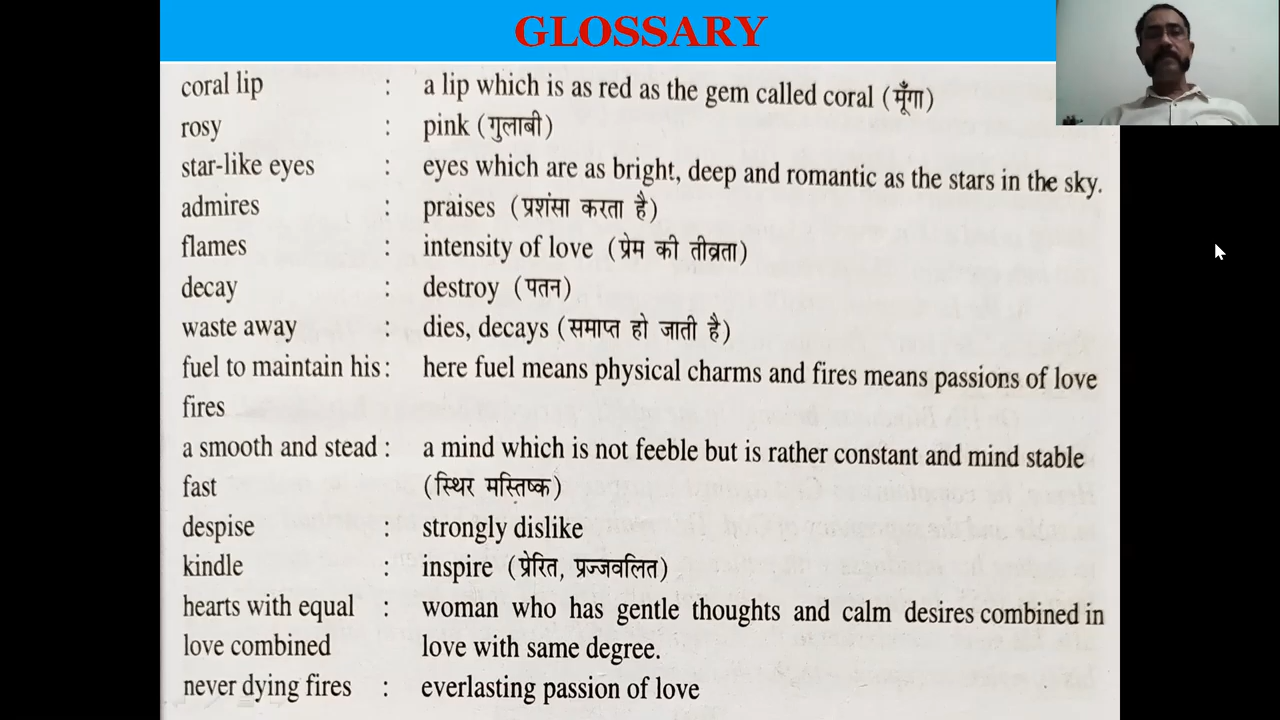 GLOSSARY
coral lip : a lip which is as red as the gem called coral (मूँगा)
rosy : pink (गुलाबी)
star-like eyes : eyes which are as bright, deep and romantic as the stars in the sky.
admires : praises (प्रशंसा करता है)
flames : intensity of love (प्रेम की तीव्रता)
decay : destroy (पतन)
waste away : dies, decays (समाप्त हो जाती है)
fuel to maintain his : here fuel means physical charms and fires means passions of love
fires
a smooth and stead : a mind which is not feeble but is rather constant and mind stable
fast (स्थिर मस्तिष्क)
despise : strongly dislike
kindle : inspire (प्रेरित, प्रज्जवलित)
hearts with equal : woman who has gentle thoughts and calm desires combined in
love combined love with same degree.
never dying fires : everlasting passion of love